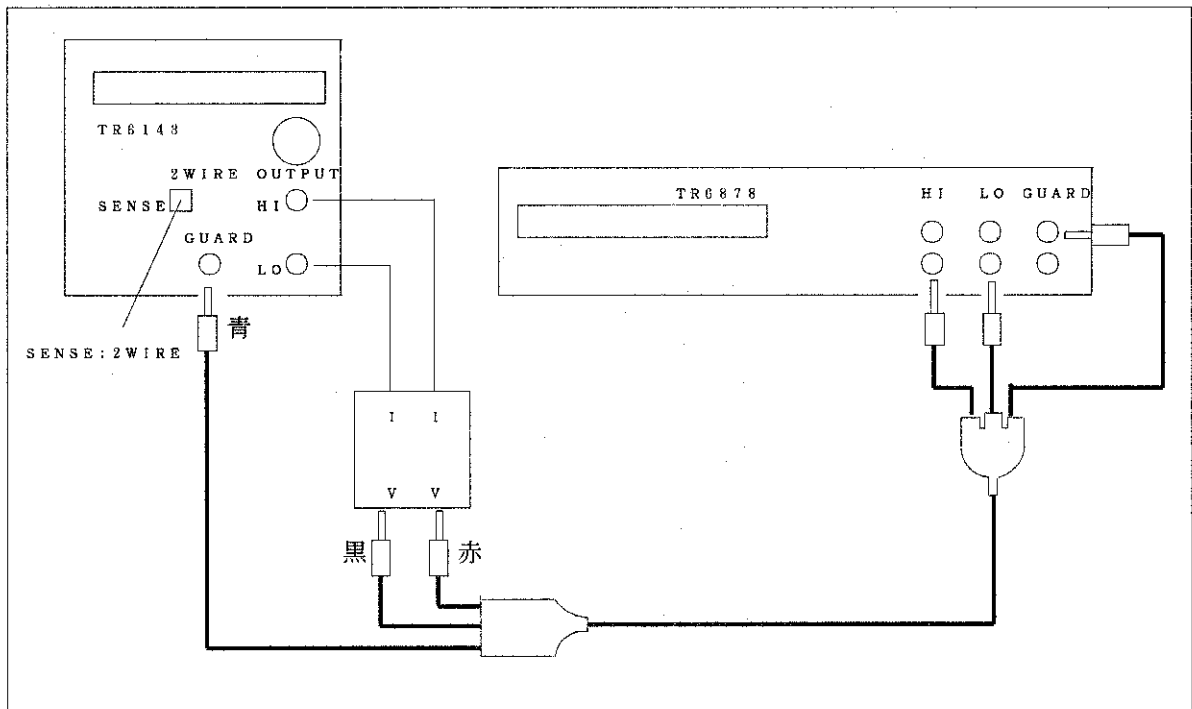 TR6143
2WIRE OUTPUT
SENSE
HI
GUARD
LO
青
SENSE:2WIRE
TR6878
HI LO GUARD
I I
V V
黒
赤